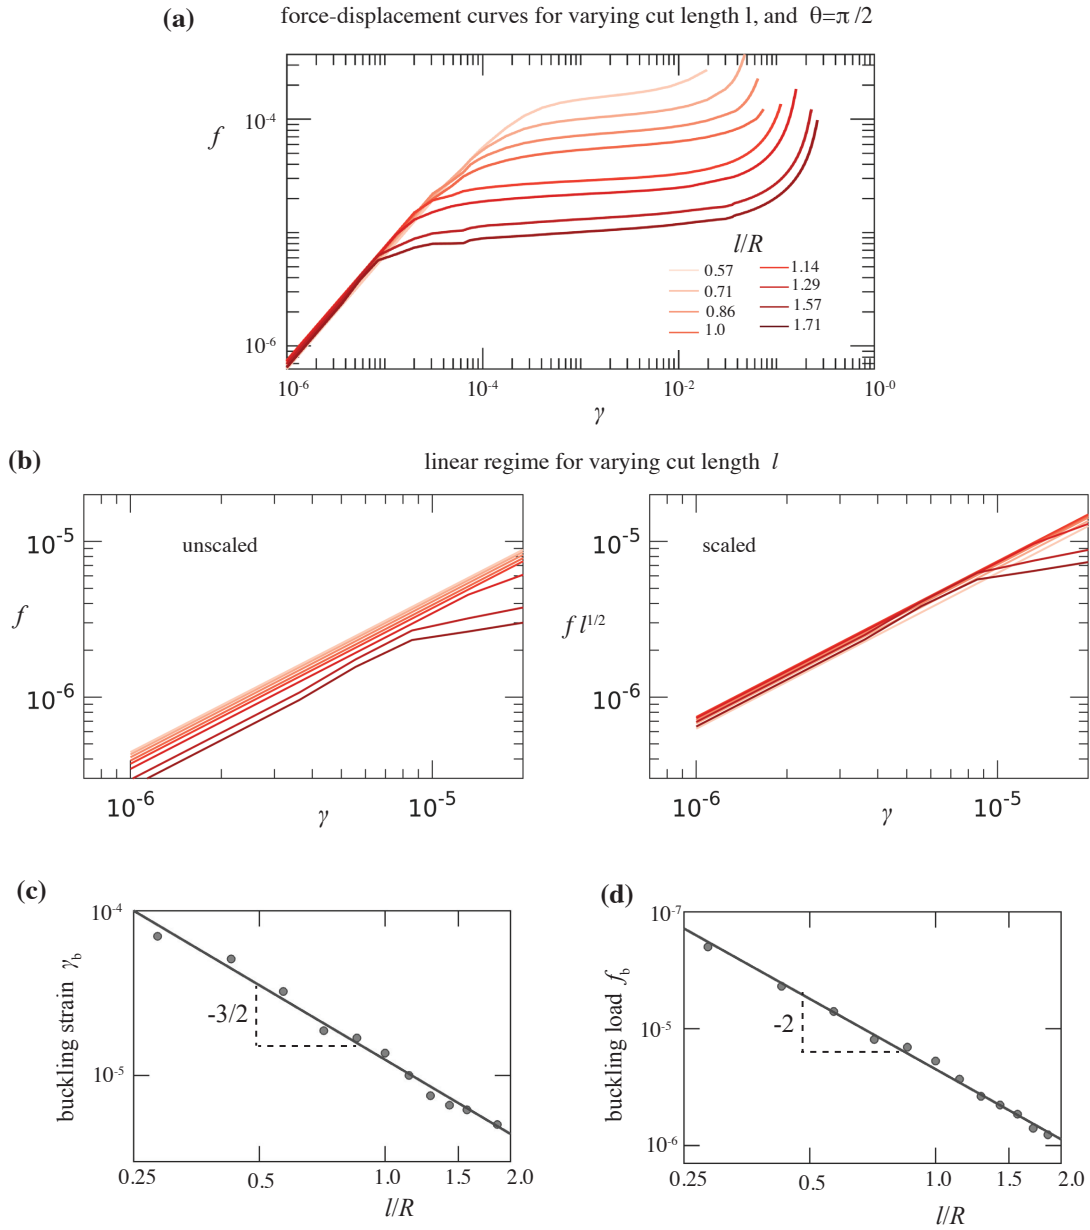 (a) force-displacement curves for varying cut length l, and θ=π/2
f
10-4
10-6
10-6
10-4
10-2
10-0
γ
l/R
0.57
0.71
0.86
1.0
1.14
1.29
1.57
1.71
(b) linear regime for varying cut length l
unscaled
f
10-5
10-6
10-6
10-5
γ
scaled
f l1/2
10-5
10-6
10-6
10-5
γ
(c)
buckling strain γb
10-4
10-5
-3/2
0.25
0.5
1.0
1.5
2.0
l/R
(d)
buckling load fb
10-7
10-5
10-6
-2
0.25
0.5
1.0
1.5
2.0
l/R